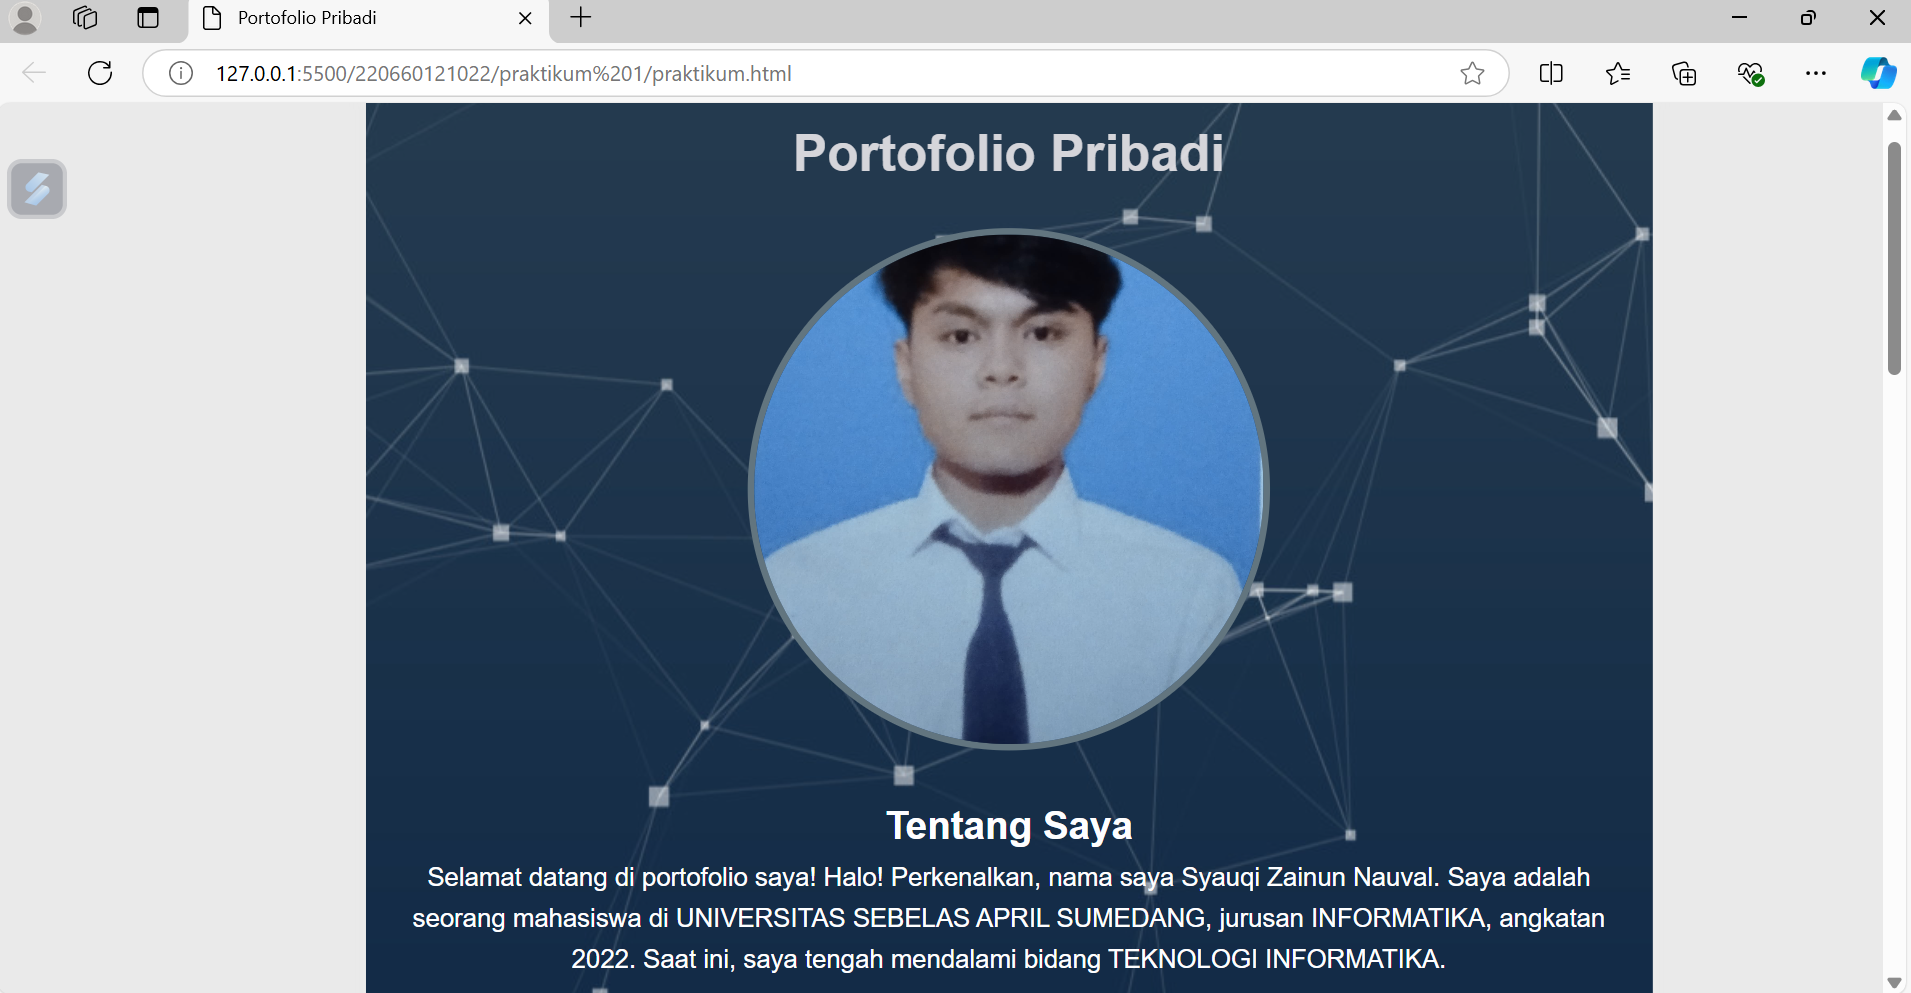 Portofolio Pribadi
127.0.0.1:5500/220660121022/praktikum%201/praktikum.html
Portofolio Pribadi
Tentang Saya
Selamat datang di portofolio saya! Halo! Perkenalkan, nama saya Syauqi Zainun Nauval. Saya adalah
seorang mahasiswa di UNIVERSITAS SEBELAS APRIL SUMEDANG, jurusan INFORMATIKA, angkatan
2022. Saat ini, saya tengah mendalami bidang TEKNOLOGI INFORMATIKA.